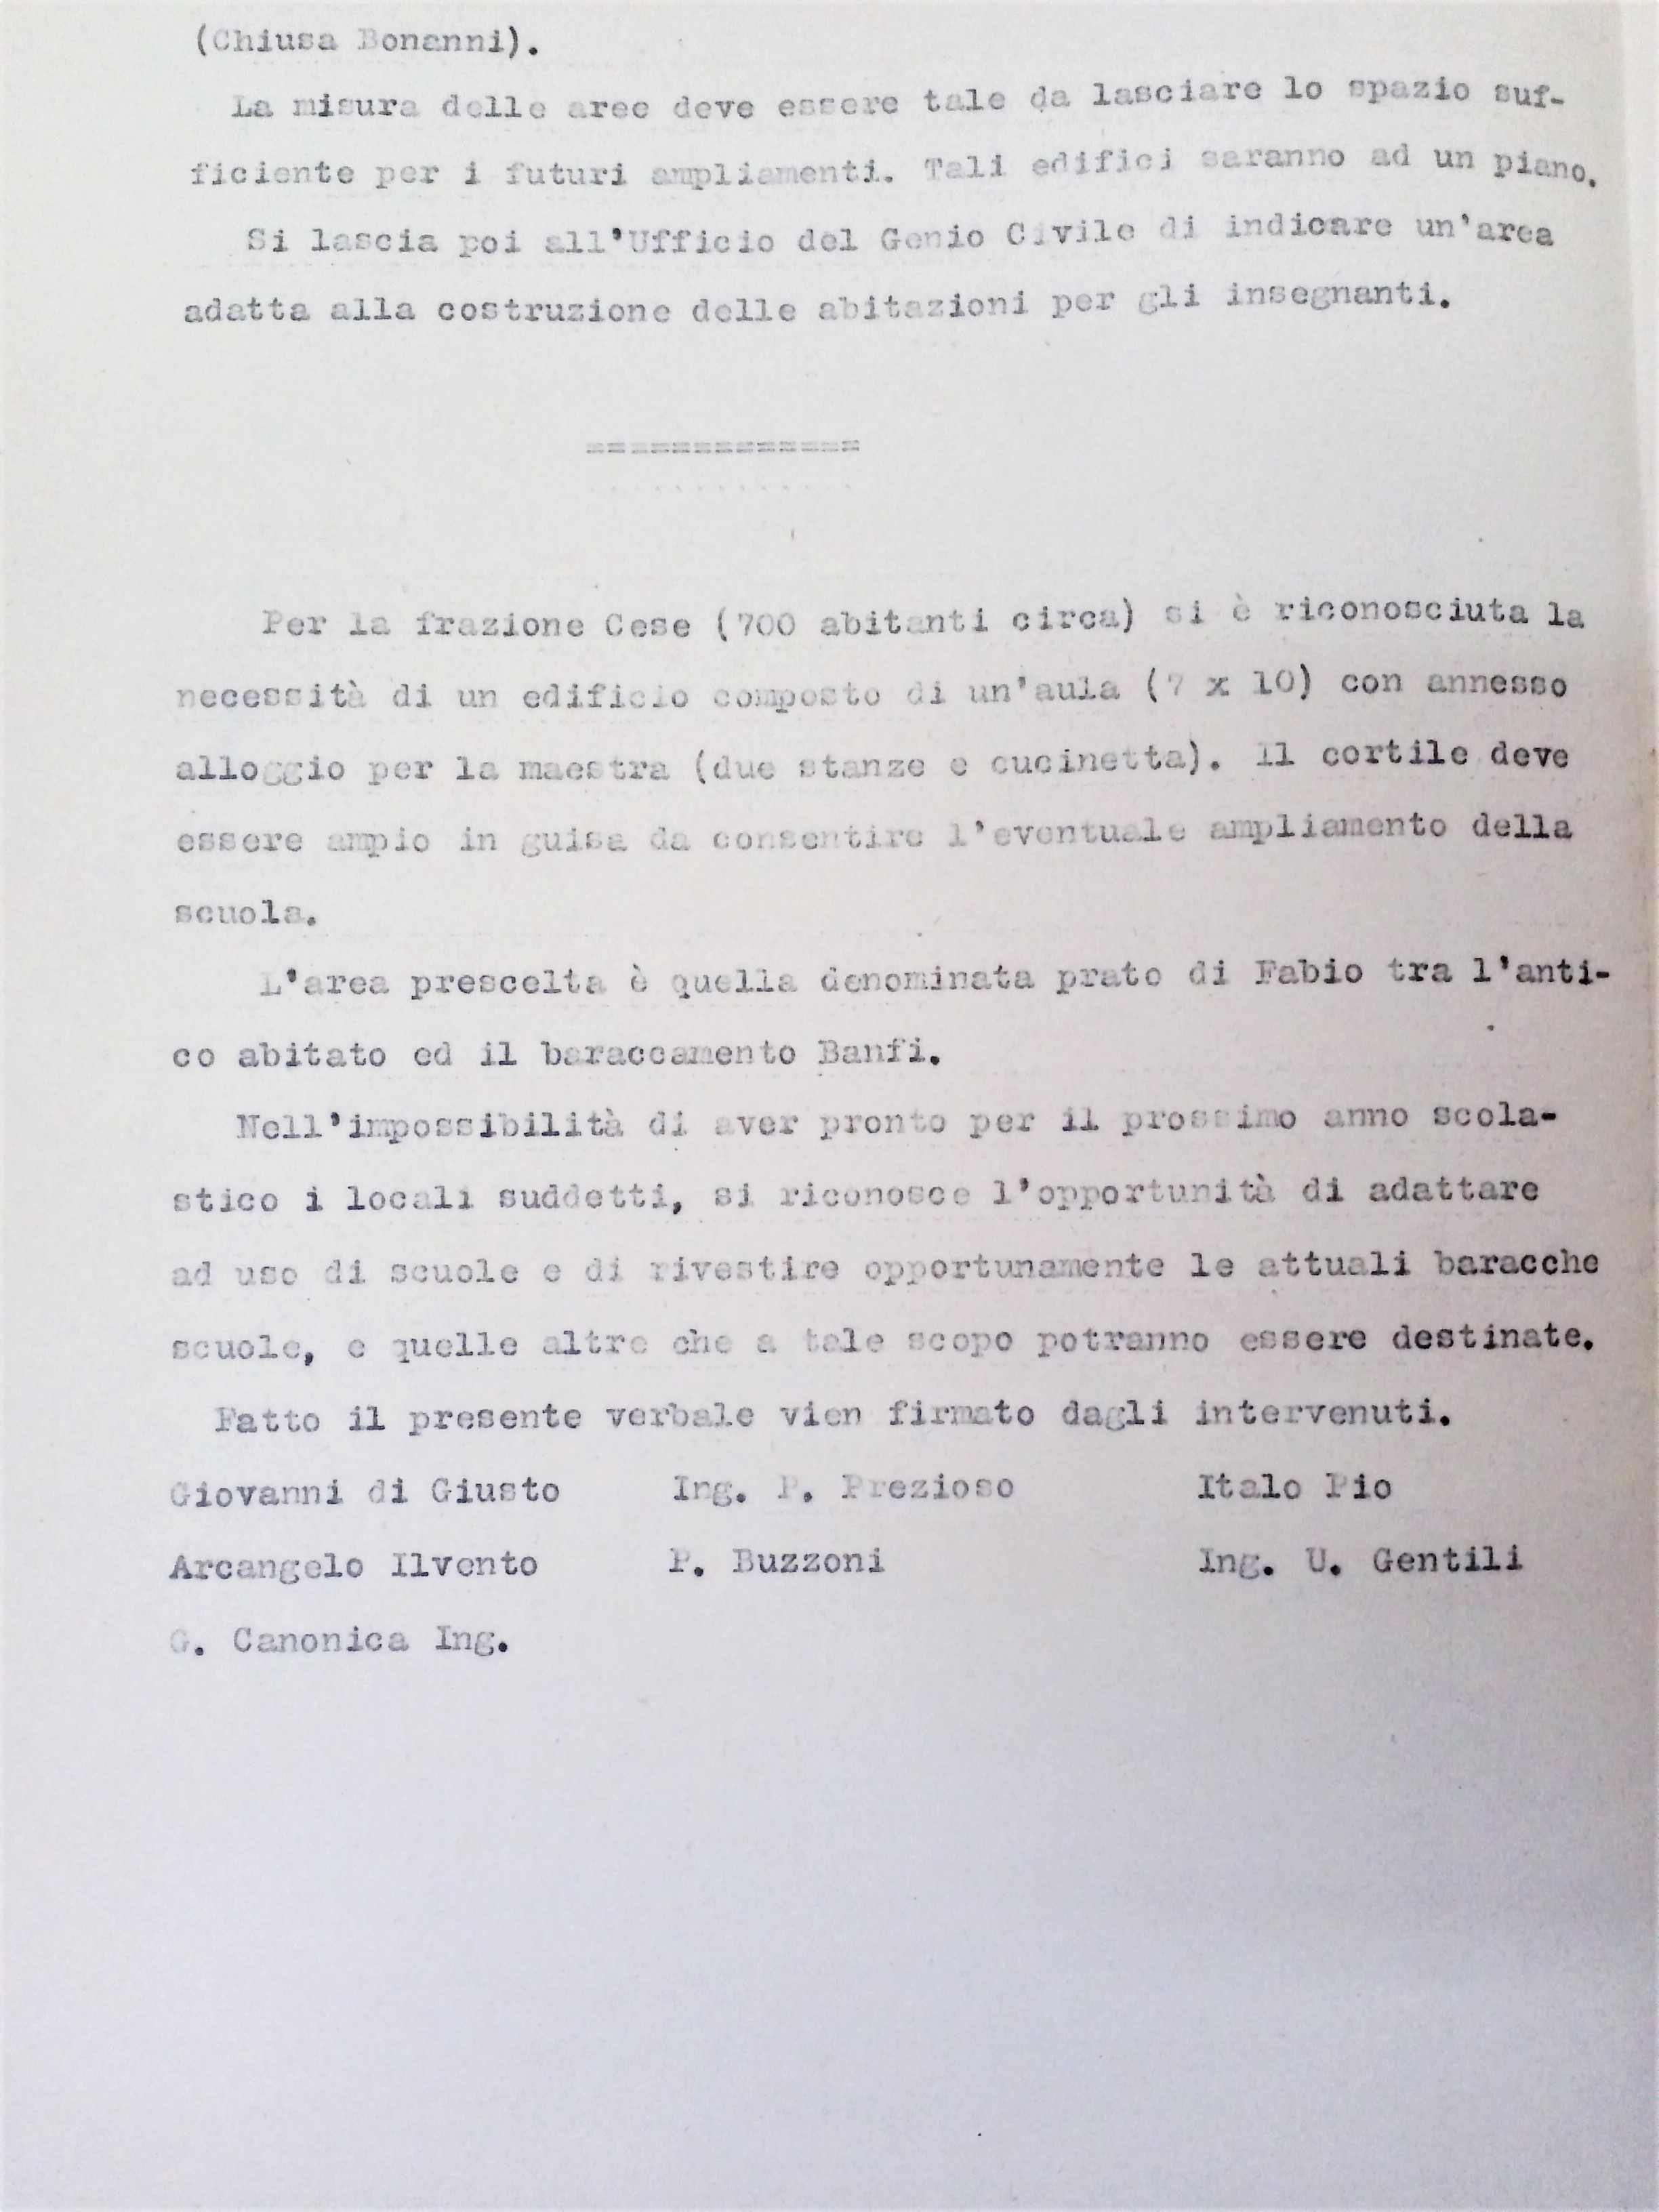 (Chiusa Bonanni).
La misura delle aree deve essere tale da lasciare lo spazio suf-
ficiente per i futuri ampliamenti. Tali edifici saranno ad un piano.
Si lascia poi all'Ufficio del Genio Civile di indicare un'area
adatta alla costruzione delle abitazioni per gli insegnanti.
=============
Per la frazione Cese (700 abitanti circa) si è riconosciuta la
necessità di un edificio composto di un'aula (7 x 10) con annesso
alloggio per la maestra (due stanze e cucinetta). Il cortile deve
essere ampio in guisa da consentire l'eventuale ampliamento della
scuola.
L'area prescelta è quella denominata prato di Fabio tra l'anti-
co abitato ed il baraccamento Banfi.
Nell'impossibilità di aver pronto per il prossimo anno scola-
stico i locali suddetti, si riconosce l'opportunità di adattare
ad uso di scuole e di rivestire opportunamente le attuali baracche
scuole, e quelle altre che a tale scopo potranno essere destinate.
Fatto il presente verbale vien firmato dagli intervenuti.
Giovanni di Giusto Ing. P. Prezioso Italo Pio
Arcangelo Ilvento P. Buzzoni Ing. U. Gentili
G. Canonica Ing.